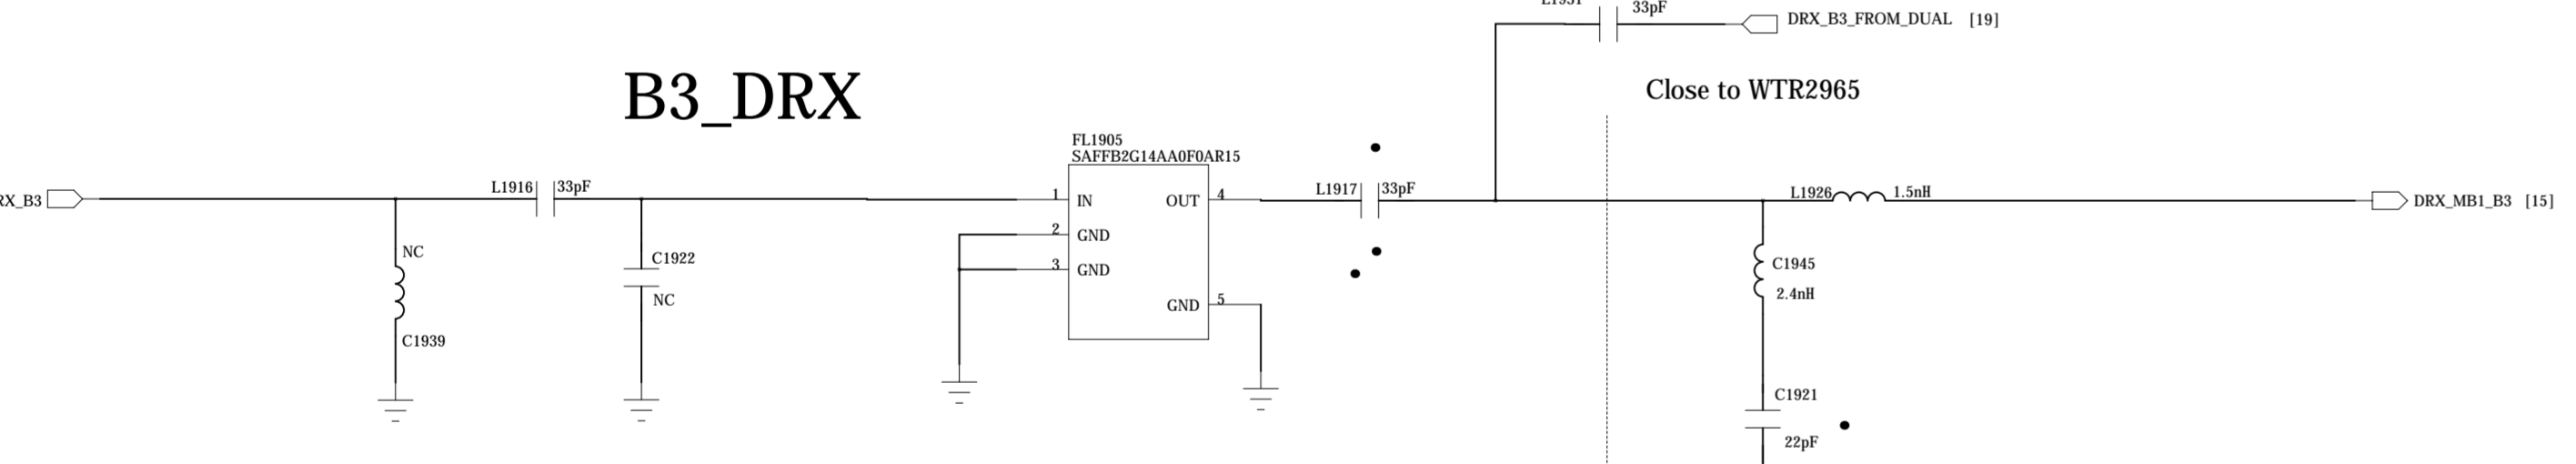 33pF
DRX_B3_FROM_DUAL [19]
B3_DRX
Close to WTR2965
FL1905
SAFFB2G14AA0F0AR15
L1916 33pF
1 IN
OUT 4
L1917 33pF
L1926 1.5nH
DRX_MB1_B3 [15]
2 GND
3 GND
GND 5
NC
C1939
C1922
NC
C1945
2.4nH
C1921
22pF